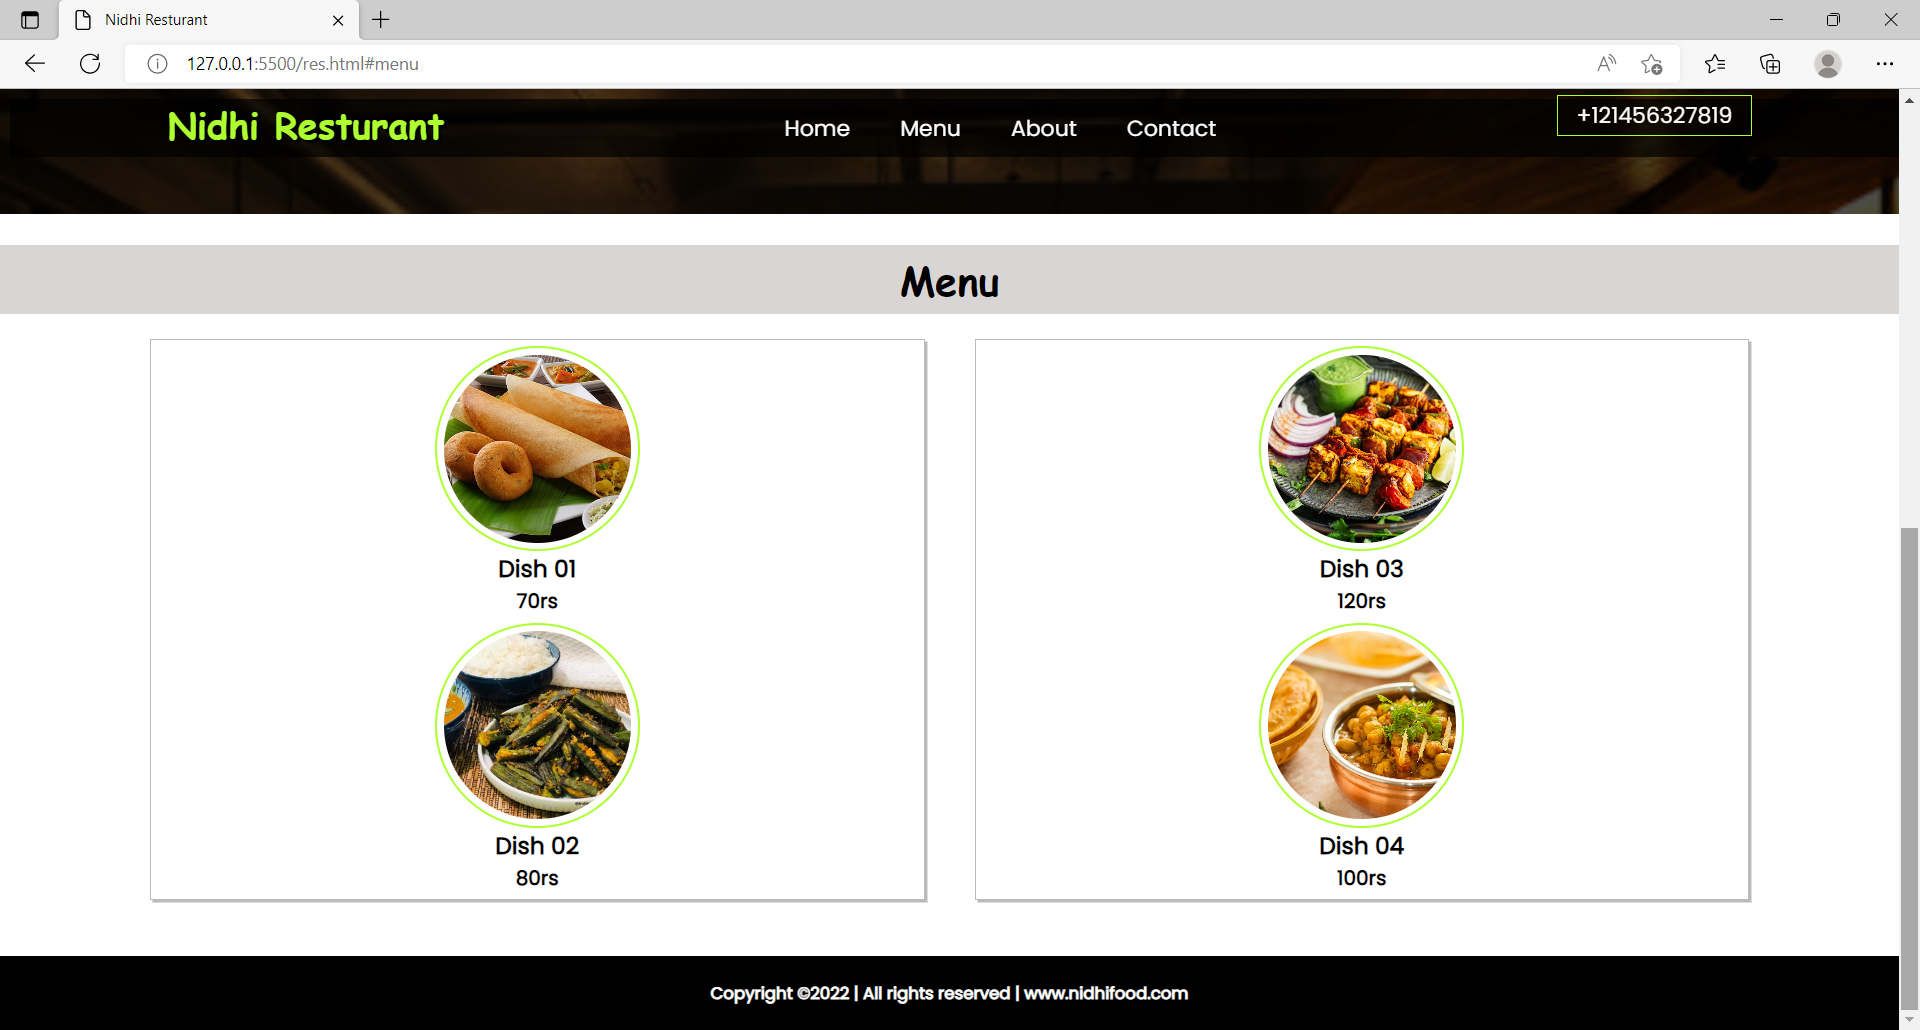 Nidhi Resturant
127.0.0.1:5500/res.html#menu
Nidhi Resturant
Home Menu About Contact
+121456327819
Menu
Dish 01
70rs
Dish 02
80rs
Dish 03
120rs
Dish 04
100rs
Copyright ©2022 | All rights reserved | www.nidhifood.com